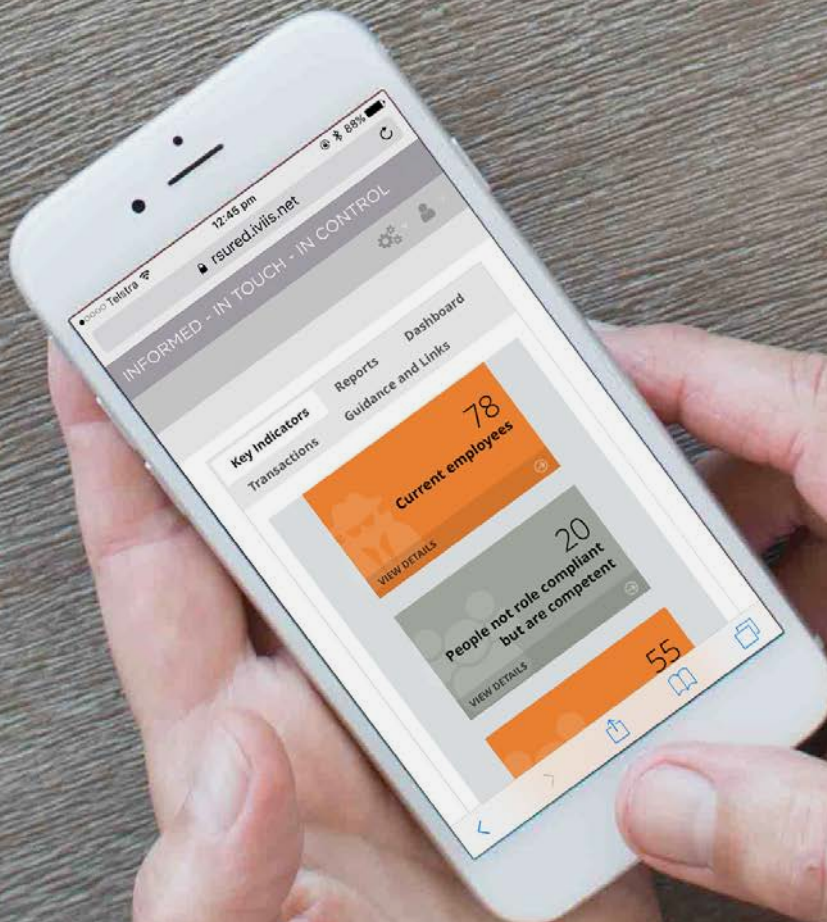 Telstra
12:45 pm
88%
rsured.iviis.net
INFORMED - IN TOUCH - IN CONTROL
Key Indicators Reports Dashboard
Transactions Guidance and Links
78
Current employees
VIEW DETAILS
20
People not role compliant
but are competent
VIEW DETAILS
55